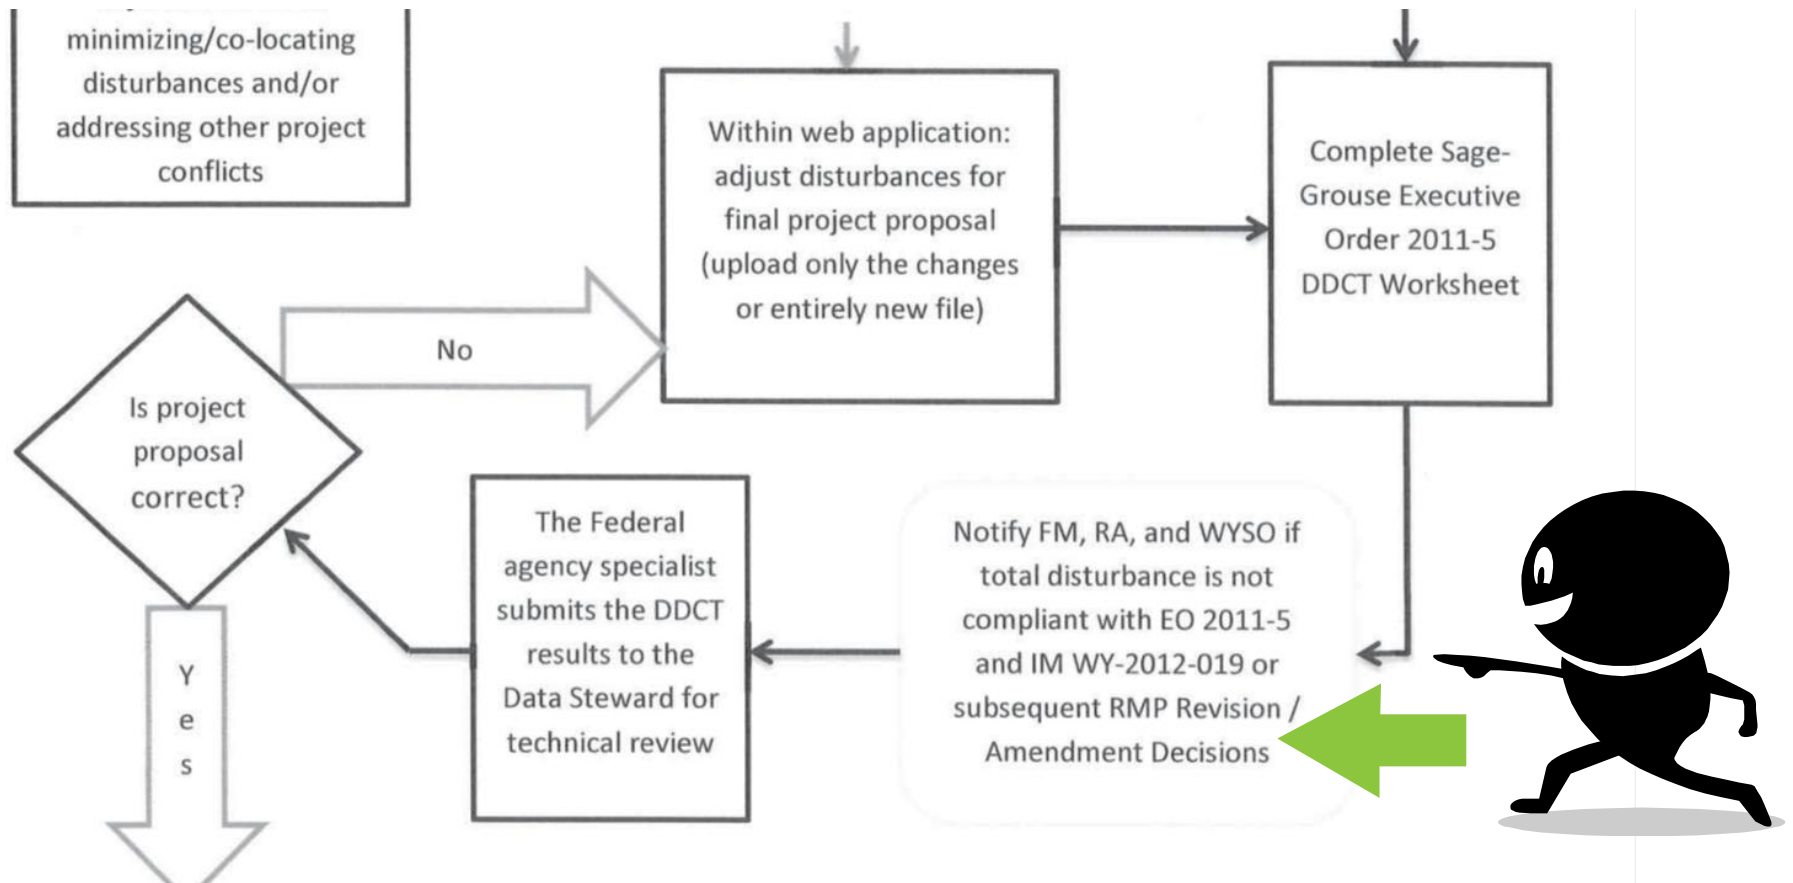 minimizing/co-locating
disturbances and/or
addressing other project
conflicts
Within web application:
adjust disturbances for
final project proposal
(upload only the changes
or entirely new file)
Complete Sage-
Grouse Executive
Order 2011-5
DDCT Worksheet
No
Is project
proposal
correct?
The Federal
agency specialist
submits the DDCT
results to the
Data Steward for
technical review
Notify FM, RA, and WYSO if
total disturbance is not
compliant with EO 2011-5
and IM WY-2012-019 or
subsequent RMP Revision /
Amendment Decisions
Y
e
s